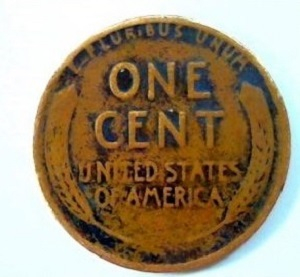 E PLURIBUS UNUM
ONE
CENT
UNITED STATES
OF AMERICA